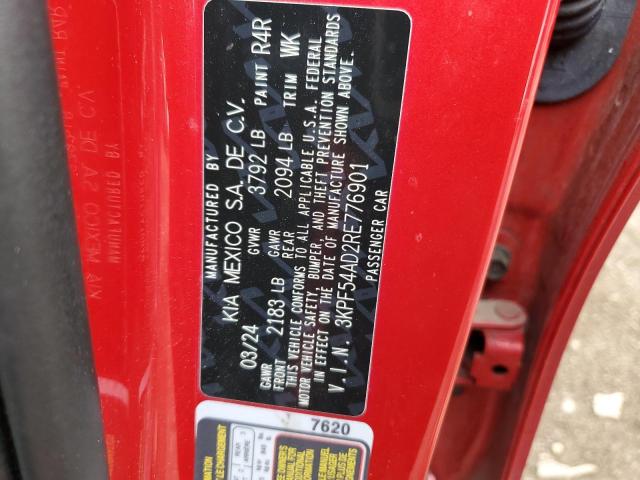 MANUFACTURED BY
KIA MEXICO S.A. DE C.V.
03/24 GVWR 3792 LB PAINT R4R
GAWR FRONT 2183 LB GAWR REAR 2094 LB TRIM WK
THIS VEHICLE CONFORMS TO ALL APPLICABLE U.S.A. FEDERAL
MOTOR VEHICLE SAFETY, BUMPER, AND THEFT PREVENTION STANDARDS
IN EFFECT ON THE DATE OF MANUFACTURE SHOWN ABOVE.
V.I.N. 3KPF54AD2RE776901
PASSENGER CAR
7620